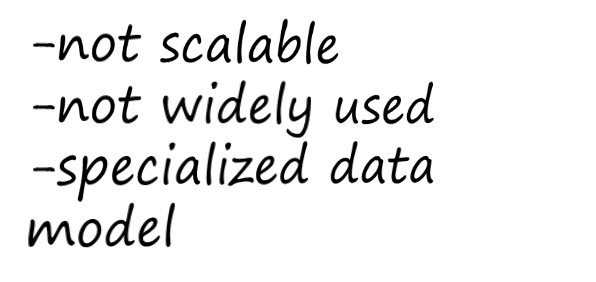 -not scalable
-not widely used
-specialized data
model